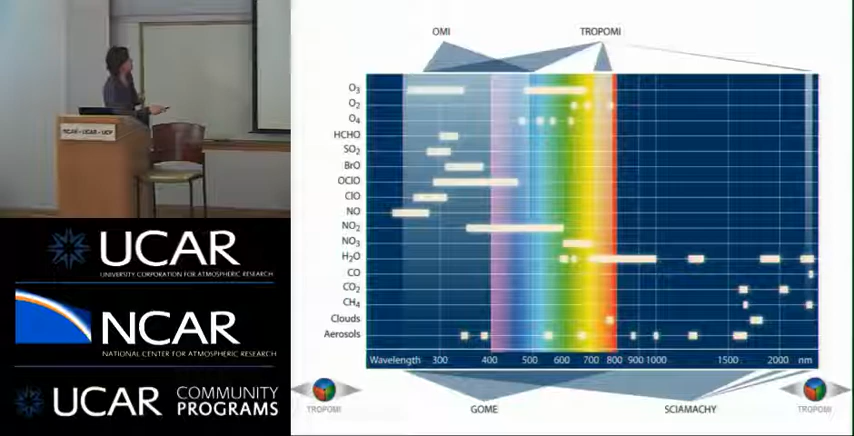 NCAR - UCAR - UCP
UCAR
UNIVERSITY CORPORATION FOR ATMOSPHERIC RESEARCH
NCAR
NATIONAL CENTER FOR ATMOSPHERIC RESEARCH
UCAR COMMUNITY PROGRAMS
OMI TROPOMI
O3
O2
O4
HCHO
SO2
BrO
OClO
ClO
NO
NO2
NO3
H2O
CO
CO2
CH4
Clouds
Aerosols
Wavelength 300 400 500 600 700 800 900 1000 1500 2000 nm
TROPOMI GOME SCIAMACHY TROPOMI